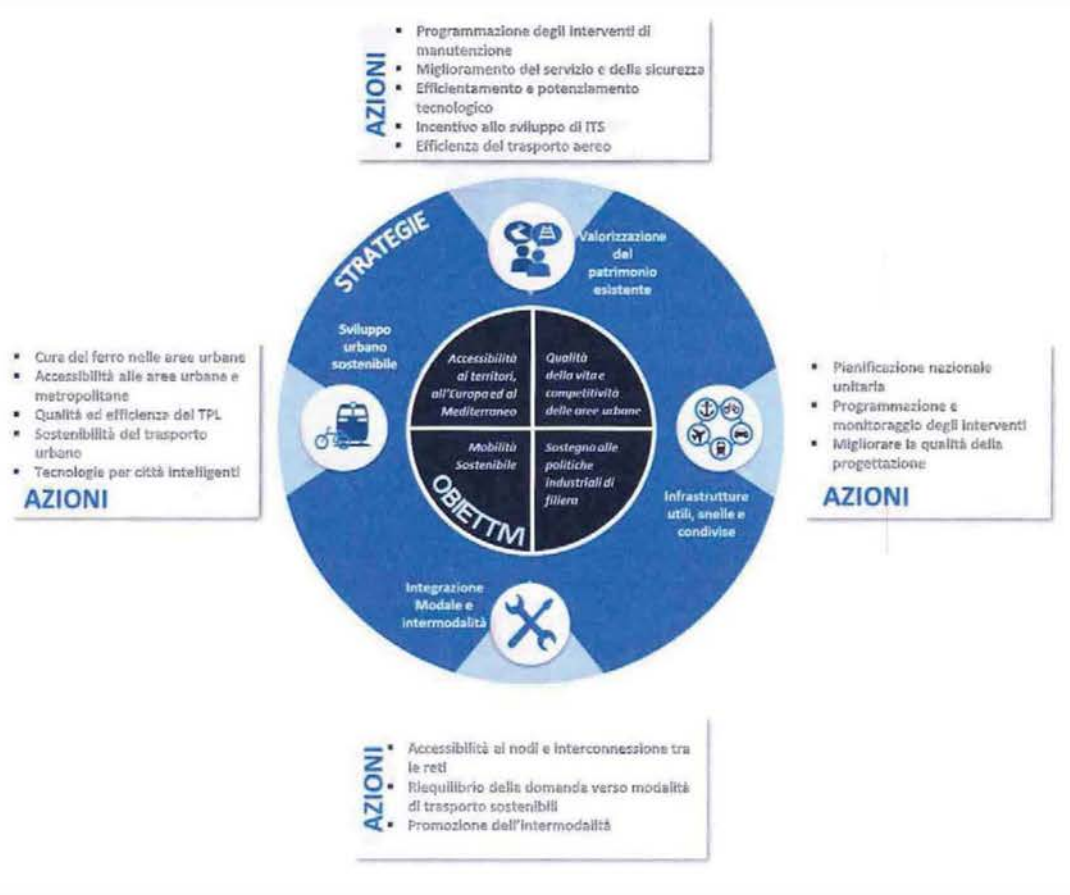 AZIONI
▪ Programmazione degli interventi di
manutenzione
▪ Miglioramento del servizio e della sicurezza
▪ Efficientamento e potenziamento
tecnologico
▪ Incentivo allo sviluppo di ITS
▪ Efficienza del trasporto aereo
STRATEGIE
Valorizzazione
del
patrimonio
esistente
Sviluppo
urbano
sostenibile
Accessibilità
ai territori,
all'Europa ed al
Mediterraneo
Qualità
della vita e
competitività
delle aree urbane
Mobilità
Sostenibile
Sostegno alle
politiche
industriali di
filiera
OBIETTIVI
Infrastrutture
utili, snelle e
condivise
Integrazione
Modale e
intermodalità
▪ Cura del ferro nelle aree urbane
▪ Accessibilità alle aree urbane e
metropolitane
▪ Qualità ed efficienza del TPL
▪ Sostenibilità del trasporto
urbano
▪ Tecnologie per città intelligenti
AZIONI
▪ Pianificazione nazionale
unitaria
▪ Programmazione e
monitoraggio degli interventi
▪ Migliorare la qualità della
progettazione
AZIONI
AZIONI
▪ Accessibilità ai nodi e interconnessione tra
le reti
▪ Riequilibrio della domanda verso modalità
di trasporto sostenibili
▪ Promozione dell'intermodalità